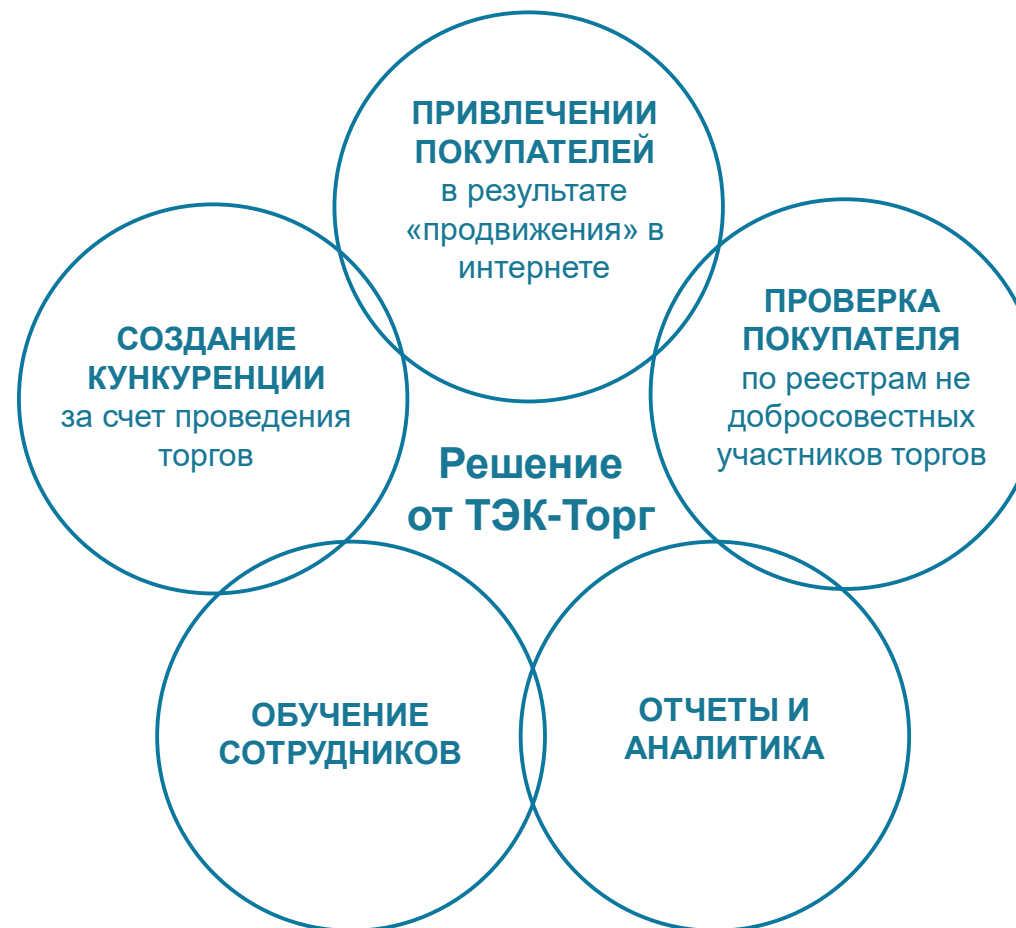 ПРИВЛЕЧЕНИИ
ПОКУПАТЕЛЕЙ
в результате
«продвижения» в
интернете
СОЗДАНИЕ
КУНКУРЕНЦИИ
за счет проведения
торгов
ПРОВЕРКА
ПОКУПАТЕЛЯ
по реестрам не
добросовестных
участников торгов
Решение
от ТЭК-Торг
ОБУЧЕНИЕ
СОТРУДНИКОВ
ОТЧЕТЫ И
АНАЛИТИКА